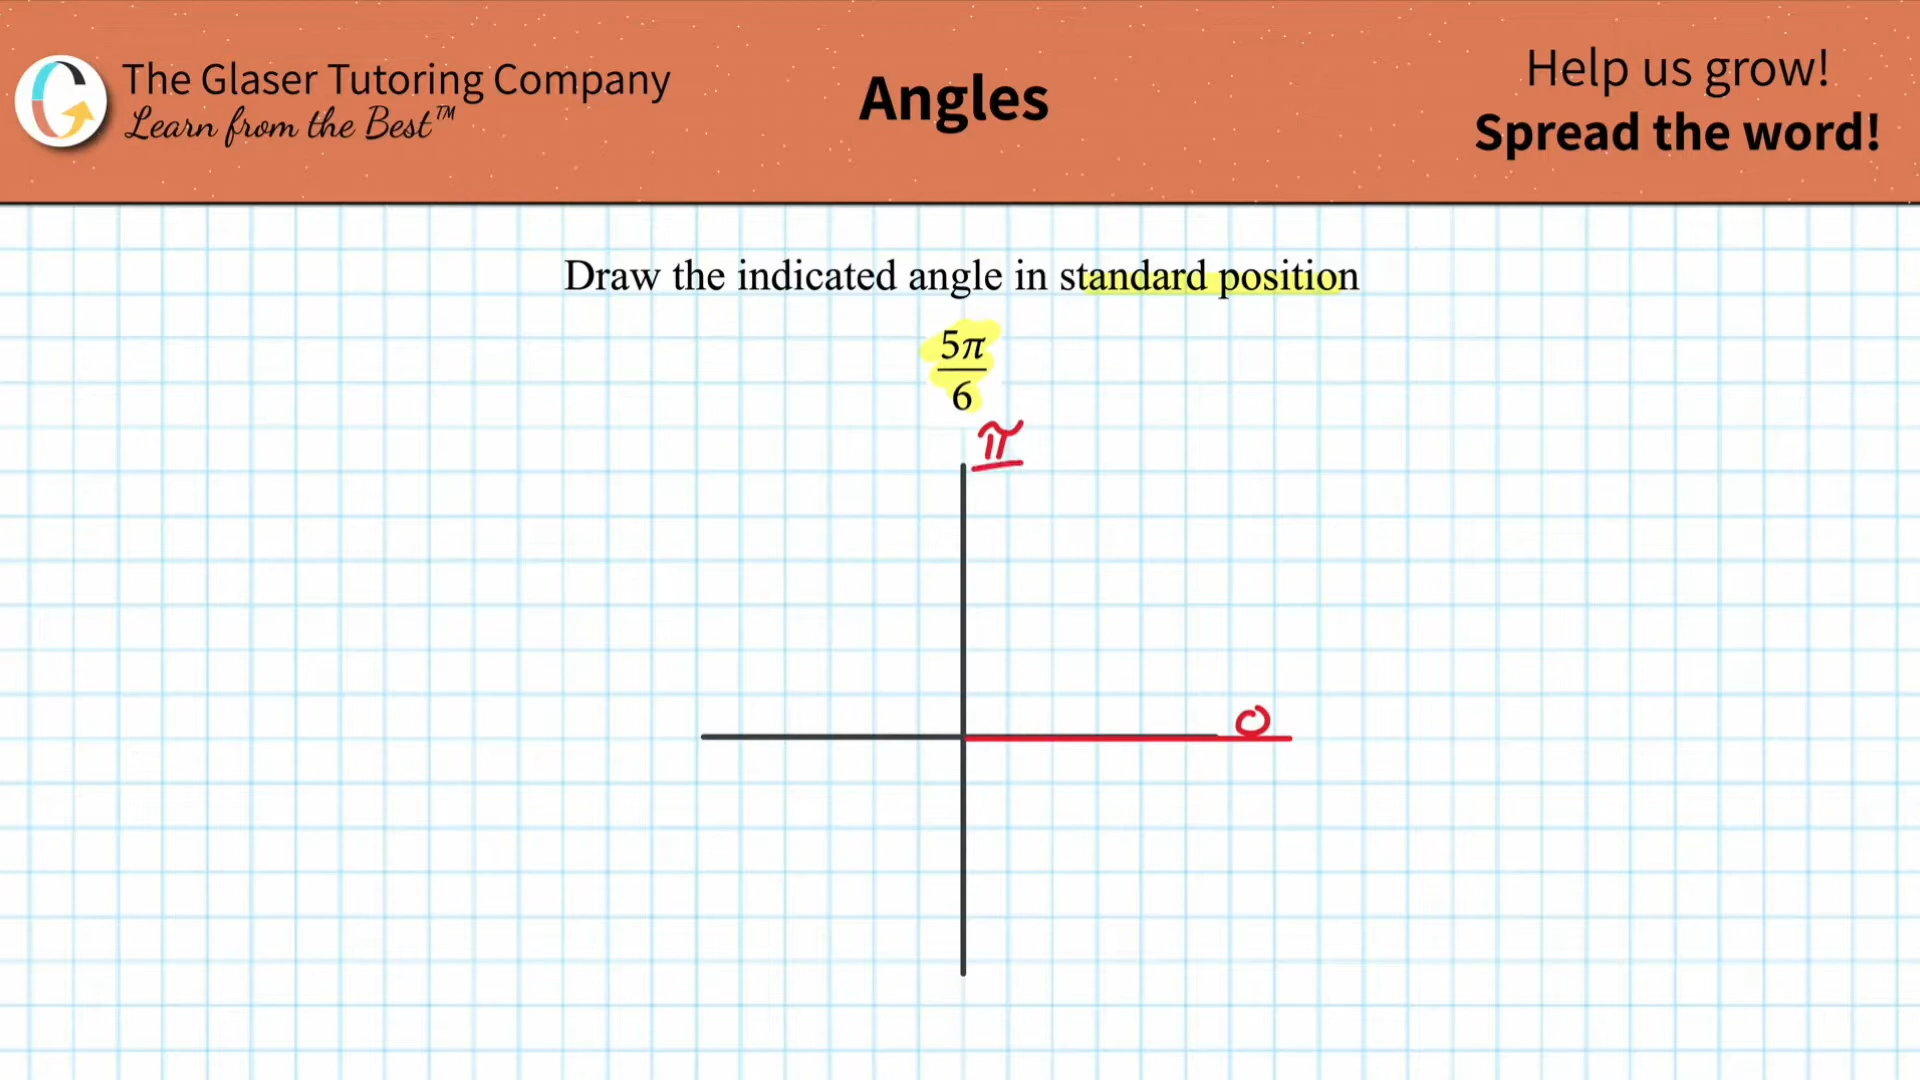 The Glaser Tutoring Company
Learn from the Best™
Angles
Help us grow!
Spread the word!
Draw the indicated angle in standard position
5π
6
π
0